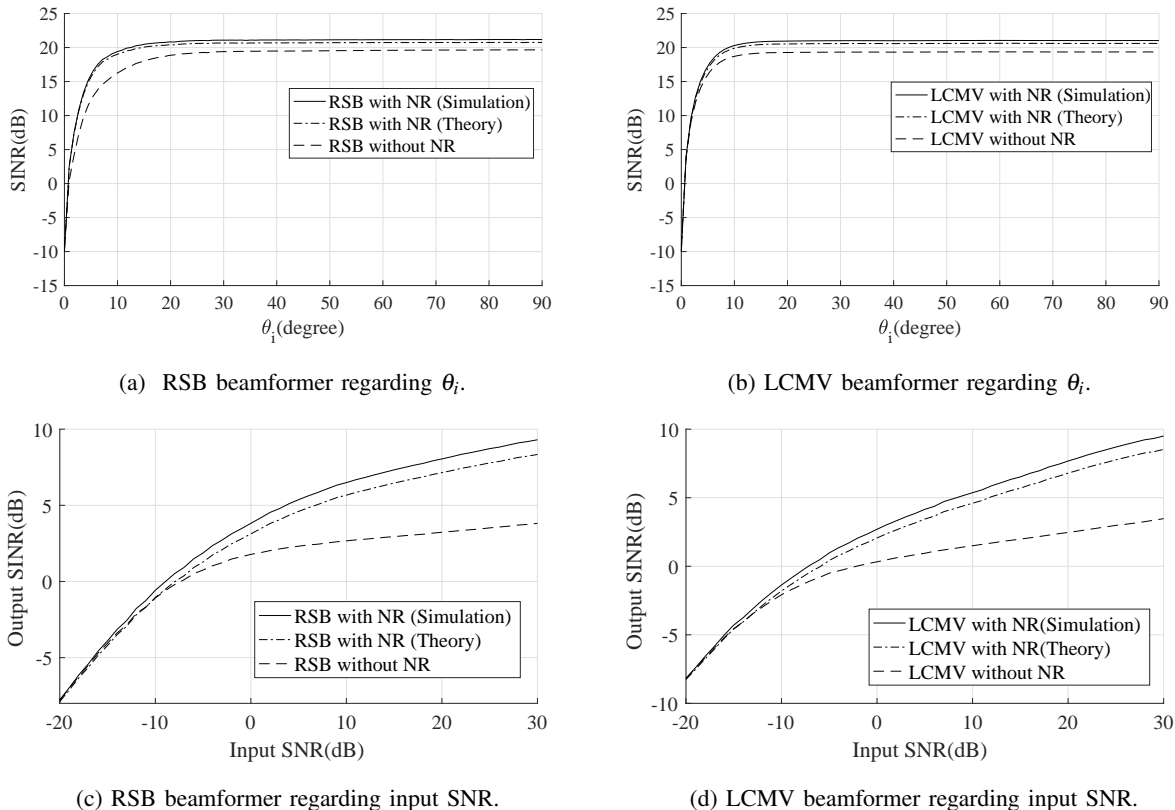 25
20
15
10
5
0
-5
-10
-15
SINR(dB)
RSB with NR (Simulation)
RSB with NR (Theory)
RSB without NR
0 10 20 30 40 50 60 70 80 90
θi(degree)
(a) RSB beamformer regarding θi.
25
20
15
10
5
0
-5
-10
-15
SINR(dB)
LCMV with NR (Simulation)
LCMV with NR (Theory)
LCMV without NR
0 10 20 30 40 50 60 70 80 90
θi(degree)
(b) LCMV beamformer regarding θi.
10
5
0
-5
Output SINR(dB)
RSB with NR (Simulation)
RSB with NR (Theory)
RSB without NR
-20 -10 0 10 20 30
Input SNR(dB)
(c) RSB beamformer regarding input SNR.
10
5
0
-5
-10
Output SINR(dB)
LCMV with NR(Simulation)
LCMV with NR(Theory)
LCMV without NR
-20 -10 0 10 20 30
Input SNR(dB)
(d) LCMV beamformer regarding input SNR.